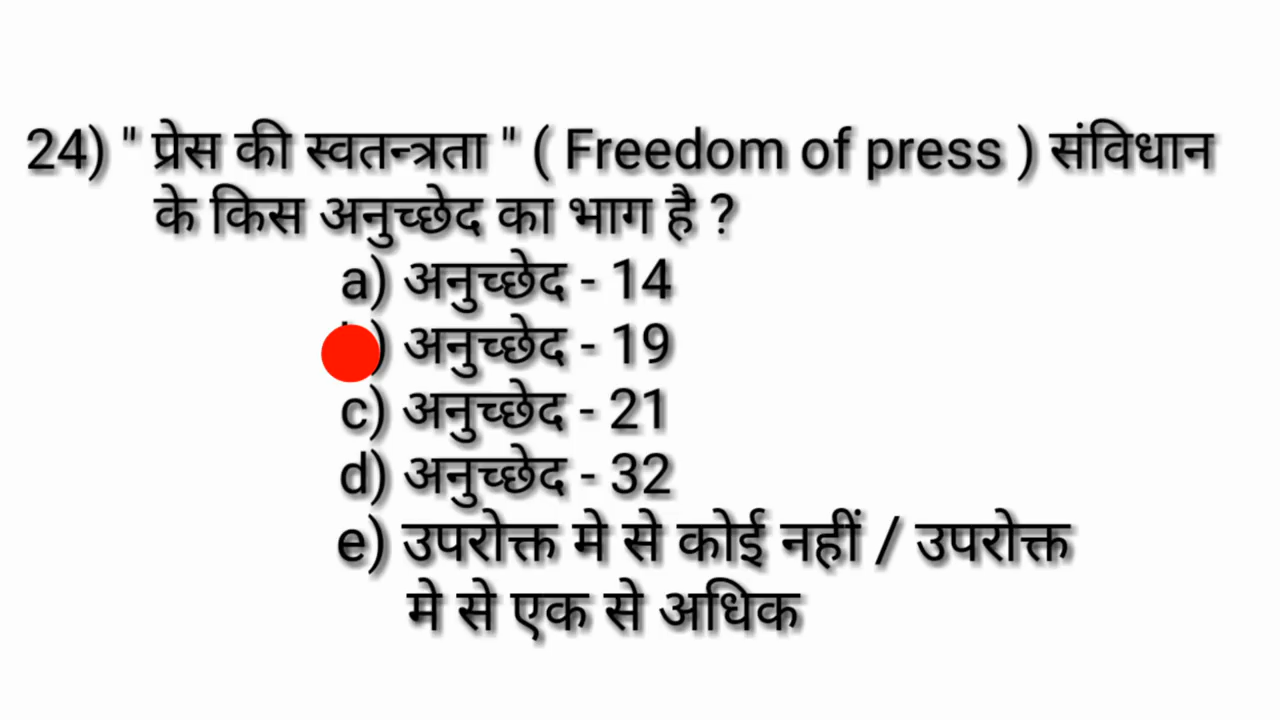 24) " प्रेस की स्वतन्त्रता " ( Freedom of press ) संविधान
के किस अनुच्छेद का भाग है ?
a) अनुच्छेद - 14
) अनुच्छेद - 19
c) अनुच्छेद - 21
d) अनुच्छेद - 32
e) उपरोक्त मे से कोई नहीं / उपरोक्त
मे से एक से अधिक